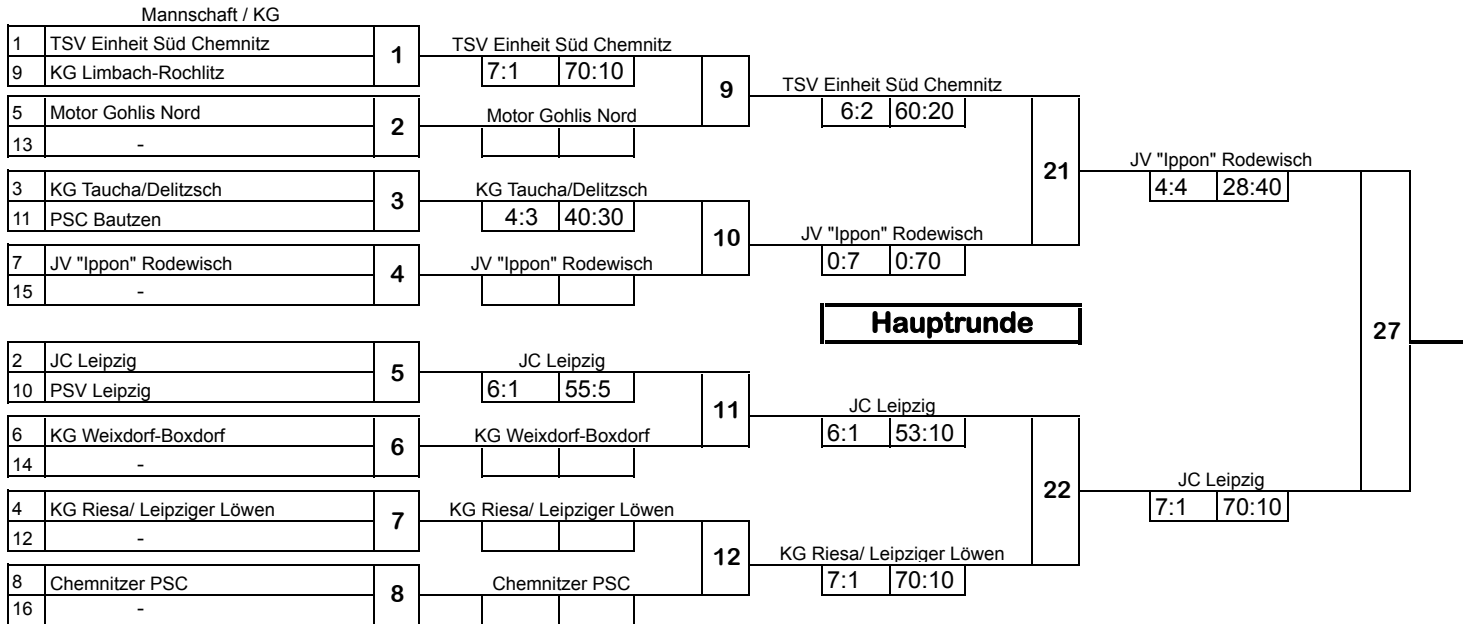 Mannschaft / KG
1 TSV Einheit Süd Chemnitz
9 KG Limbach-Rochlitz
1
5 Motor Gohlis Nord
13 -
2
3 KG Taucha/Delitzsch
11 PSC Bautzen
3
7 JV "Ippon" Rodewisch
15 -
4
2 JC Leipzig
10 PSV Leipzig
5
6 KG Weixdorf-Boxdorf
14 -
6
4 KG Riesa/ Leipziger Löwen
12 -
7
8 Chemnitzer PSC
16 -
8
TSV Einheit Süd Chemnitz
7:1 70:10
Motor Gohlis Nord
9
KG Taucha/Delitzsch
4:3 40:30
JV "Ippon" Rodewisch
10
JC Leipzig
6:1 55:5
KG Weixdorf-Boxdorf
11
KG Riesa/ Leipziger Löwen
Chemnitzer PSC
12
TSV Einheit Süd Chemnitz
6:2 60:20
JV "Ippon" Rodewisch
0:7 0:70
21
Hauptrunde
JC Leipzig
6:1 53:10
KG Riesa/ Leipziger Löwen
7:1 70:10
22
JV "Ippon" Rodewisch
4:4 28:40
JC Leipzig
7:1 70:10
27